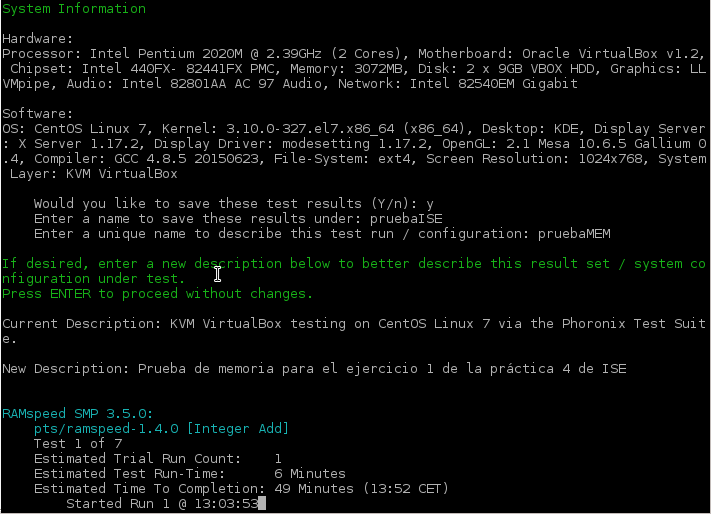 System Information

Hardware:
Processor: Intel Pentium 2020M @ 2.39GHz (2 Cores), Motherboard: Oracle VirtualBox v1.2,
 Chipset: Intel 440FX- 82441FX PMC, Memory: 3072MB, Disk: 2 x 9GB VBOX HDD, Graphics: LL
VMpipe, Audio: Intel 82801AA AC 97 Audio, Network: Intel 82540EM Gigabit

Software:
OS: CentOS Linux 7, Kernel: 3.10.0-327.el7.x86_64 (x86_64), Desktop: KDE, Display Server
: X Server 1.17.2, Display Driver: modesetting 1.17.2, OpenGL: 2.1 Mesa 10.6.5 Gallium 0
.4, Compiler: GCC 4.8.5 20150623, File-System: ext4, Screen Resolution: 1024x768, System
 Layer: KVM VirtualBox

    Would you like to save these test results (Y/n): y
    Enter a name to save these results under: pruebaISE
    Enter a unique name to describe this test run / configuration: pruebaMEM

If desired, enter a new description below to better describe this result set / system co
nfiguration under test.
Press ENTER to proceed without changes.

Current Description: KVM VirtualBox testing on CentOS Linux 7 via the Phoronix Test Suit
e.

New Description: Prueba de memoria para el ejercicio 1 de la práctica 4 de ISE

RAMspeed SMP 3.5.0:
    pts/ramspeed-1.4.0 [Integer Add]
    Test 1 of 7
    Estimated Trial Run Count:    1
    Estimated Test Run-Time:      6 Minutes
    Estimated Time To Completion: 49 Minutes (13:52 CET)
        Started Run 1 @ 13:03:53